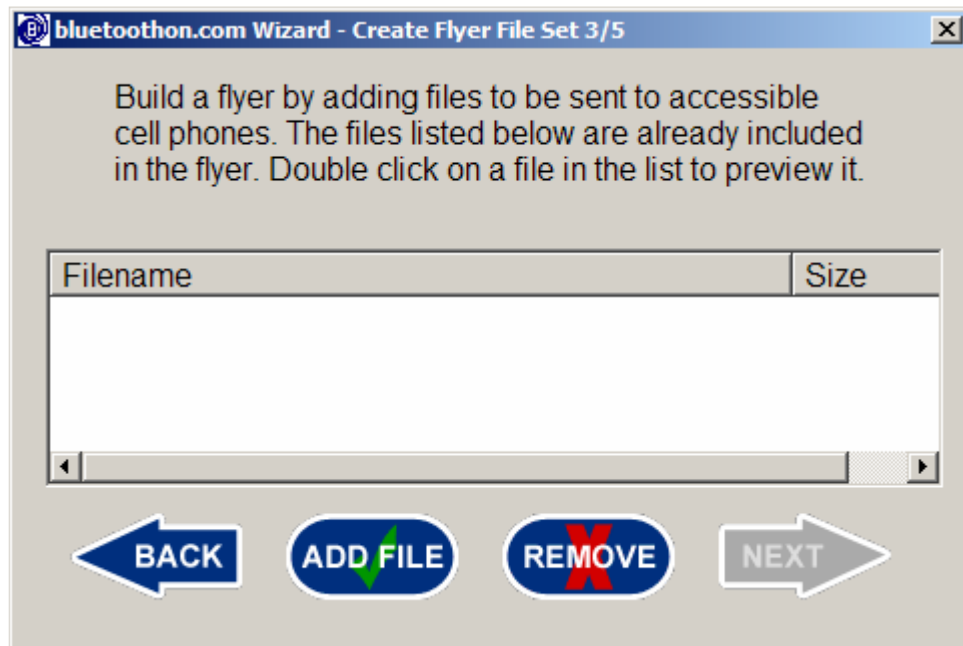 bluetoothon.com Wizard - Create Flyer File Set 3/5
Build a flyer by adding files to be sent to accessible
cell phones. The files listed below are already included
in the flyer. Double click on a file in the list to preview it.
Filename Size
BACK ADD FILE REMOVE NEXT